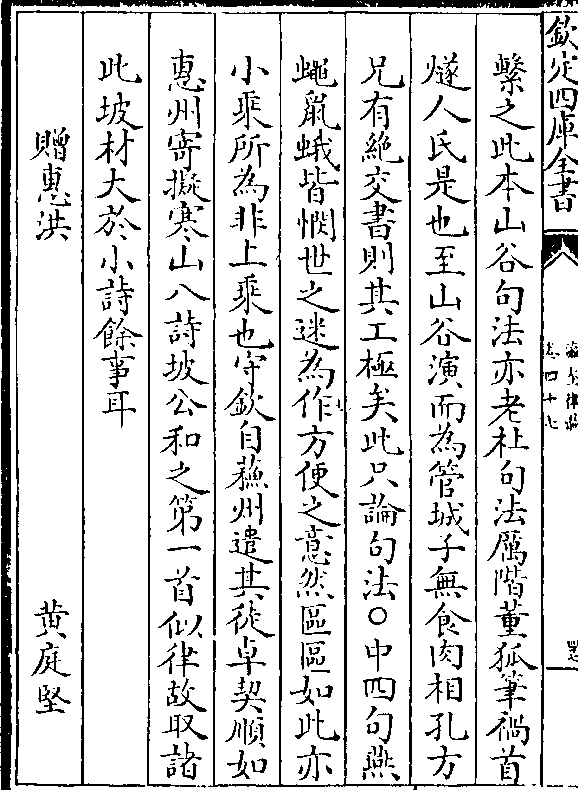 欽定四庫全書
瀛奎律髓
卷四十七
繫之此本山谷句法亦老杜句法厲階董狐筆禍首
燧人氏是也至山谷演而為管城子無食肉相孔方
兄有絶交書則其工極矣此只論句法○中四句燕
蠅鼠蛾皆憫世之迷為作方便之意然區區如此亦
小乘所為非上乘也守欽自蘓州遣其徒卓契順如
惠州寄擬寒山八詩坡公和之第一首似律故取諸
此坡材大於小詩餘事耳
贈惠洪
黄庭堅